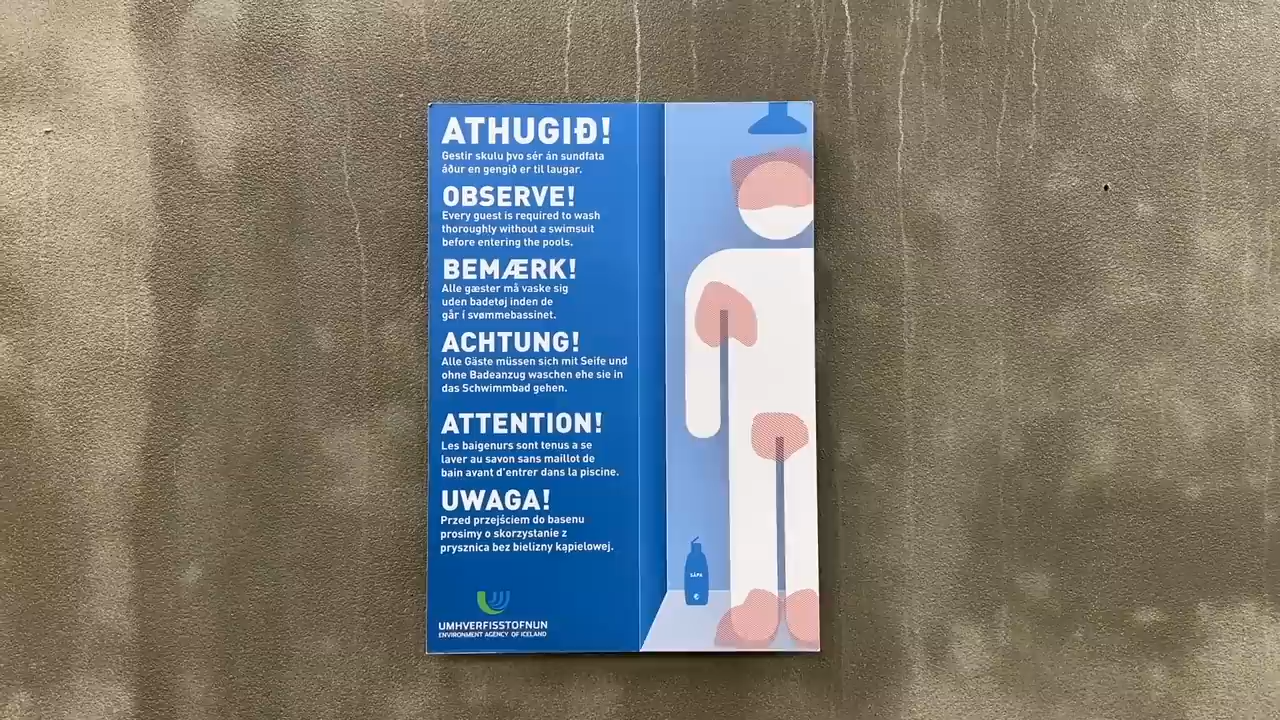 ATHUGIÐ!
Gestir skulu þvo sér án sundfata
áður en gengið er til laugar.
OBSERVE!
Every guest is required to wash
thoroughly without a swimsuit
before entering the pools.
BEMÆRK!
Alle gæster må vaske sig
uden badetøj inden de
går í svømmebassinet.
ACHTUNG!
Alle Gäste müssen sich mit Seife und
ohne Badeanzug waschen ehe sie in
das Schwimmbad gehen.
ATTENTION!
Les baigenurs sont tenus a se
laver au savon sans maillot de
bain avant d'entrer dans la piscine.
UWAGA!
Przed przejściem do basenu
prosimy o skorzystanie z
prysznica bez bielizny kąpielowej.
SÁPA
UMHVERFISSTOFNUN
ENVIRONMENT AGENCY OF ICELAND